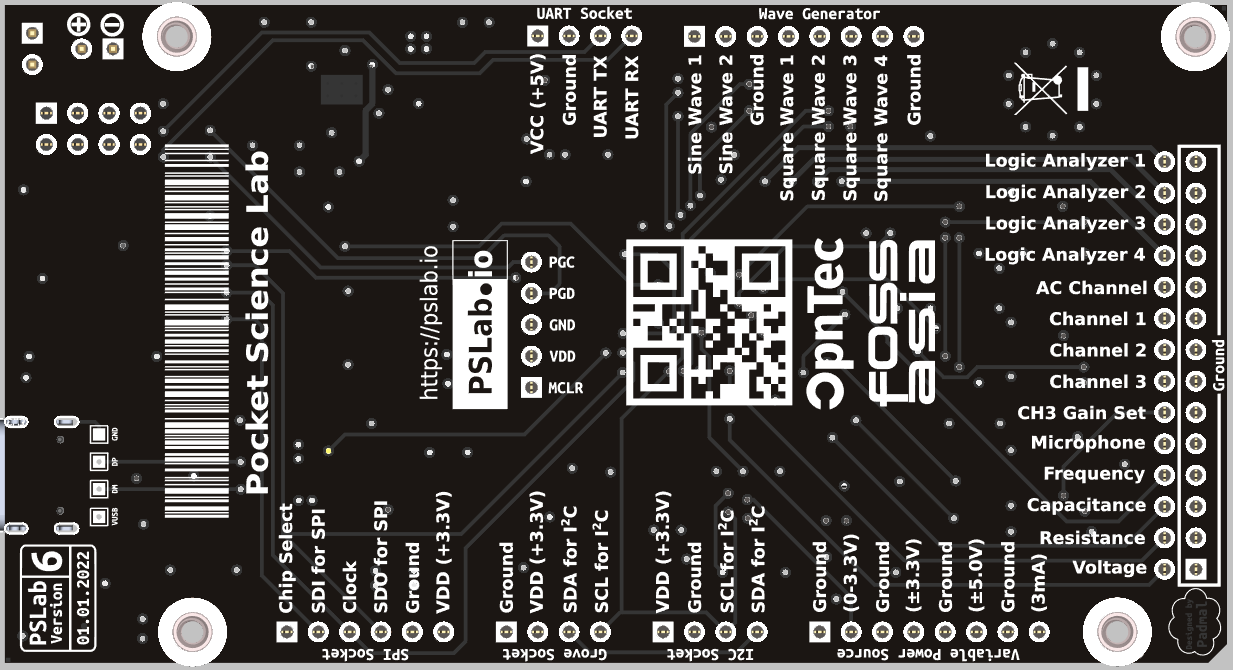 UART Socket
VCC (+5V)
Ground
UART TX
UART RX
Wave Generator
Sine Wave 1
Sine Wave 2
Ground
Square Wave 1
Square Wave 2
Square Wave 3
Square Wave 4
Ground
Logic Analyzer 1
Logic Analyzer 2
Logic Analyzer 3
Logic Analyzer 4
AC Channel
Channel 1
Channel 2
Channel 3
CH3 Gain Set
Microphone
Frequency
Capacitance
Resistance
Voltage
Ground
Pocket Science Lab
https://pslab.io
PSLab.io
PGC
PGD
GND
VDD
MCLR
OpnTec
FOSS
asia
GND
DP
DM
VUSB
PSLab
Version
6
01.01.2022
Chip Select
SDI for SPI
Clock
SDO for SPI
Ground
VDD (+3.3V)
SPI Socket
Ground
VDD (+3.3V)
SDA for I²C
SCL for I²C
Grove Socket
VDD (+3.3V)
Ground
SCL for I²C
SDA for I²C
I2C Socket
Ground
(0-3.3V)
Ground
(±3.3V)
Ground
(±5.0V)
Ground
(3mA)
Variable Power Source
Designed by
Padmal